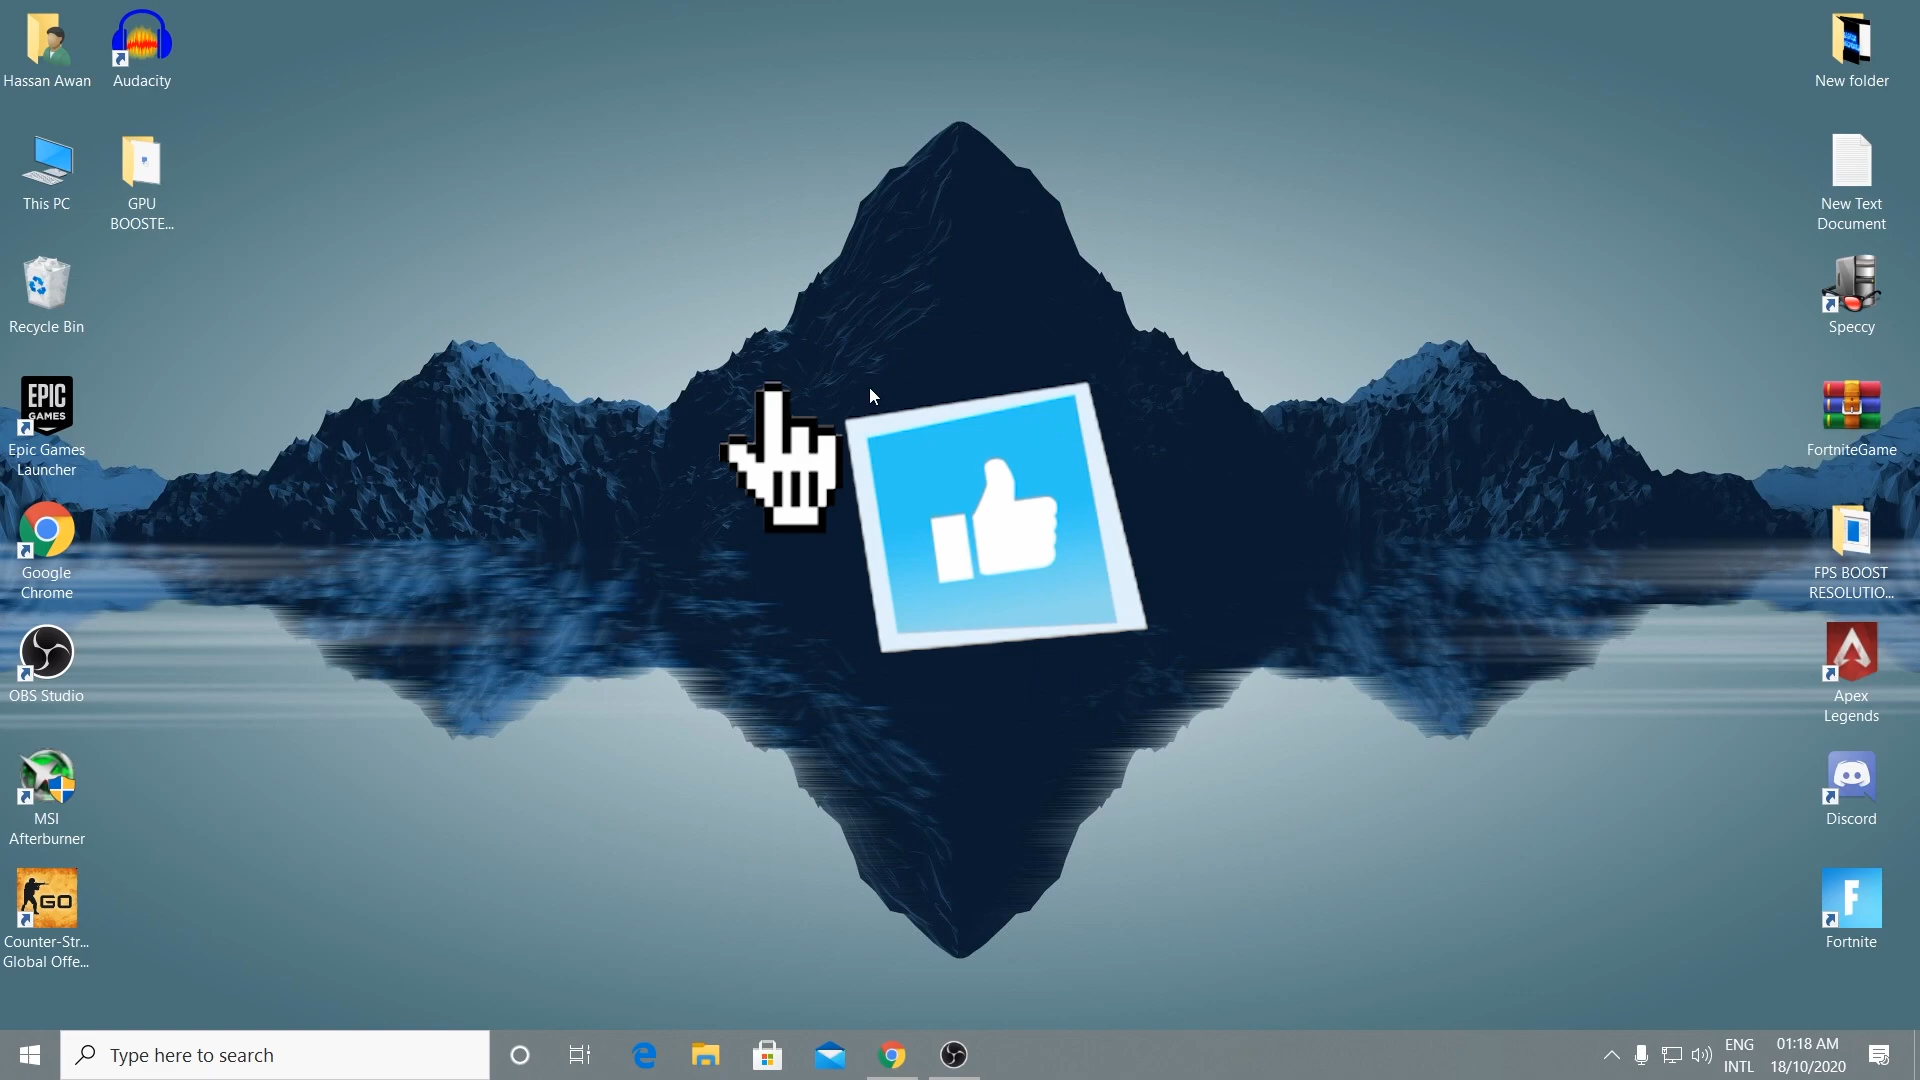 Hassan Awan
Audacity
This PC
GPU
BOOSTE...
Recycle Bin
EPIC
GAMES
Epic Games
Launcher
Google
Chrome
OBS Studio
MSI
Afterburner
GO
Counter-Str...
Global Offe...
New folder
New Text
Document
Speccy
FortniteGame
FPS BOOST
RESOLUTIO...
Apex
Legends
Discord
F
Fortnite
Type here to search
ENG
INTL
01:18 AM
18/10/2020